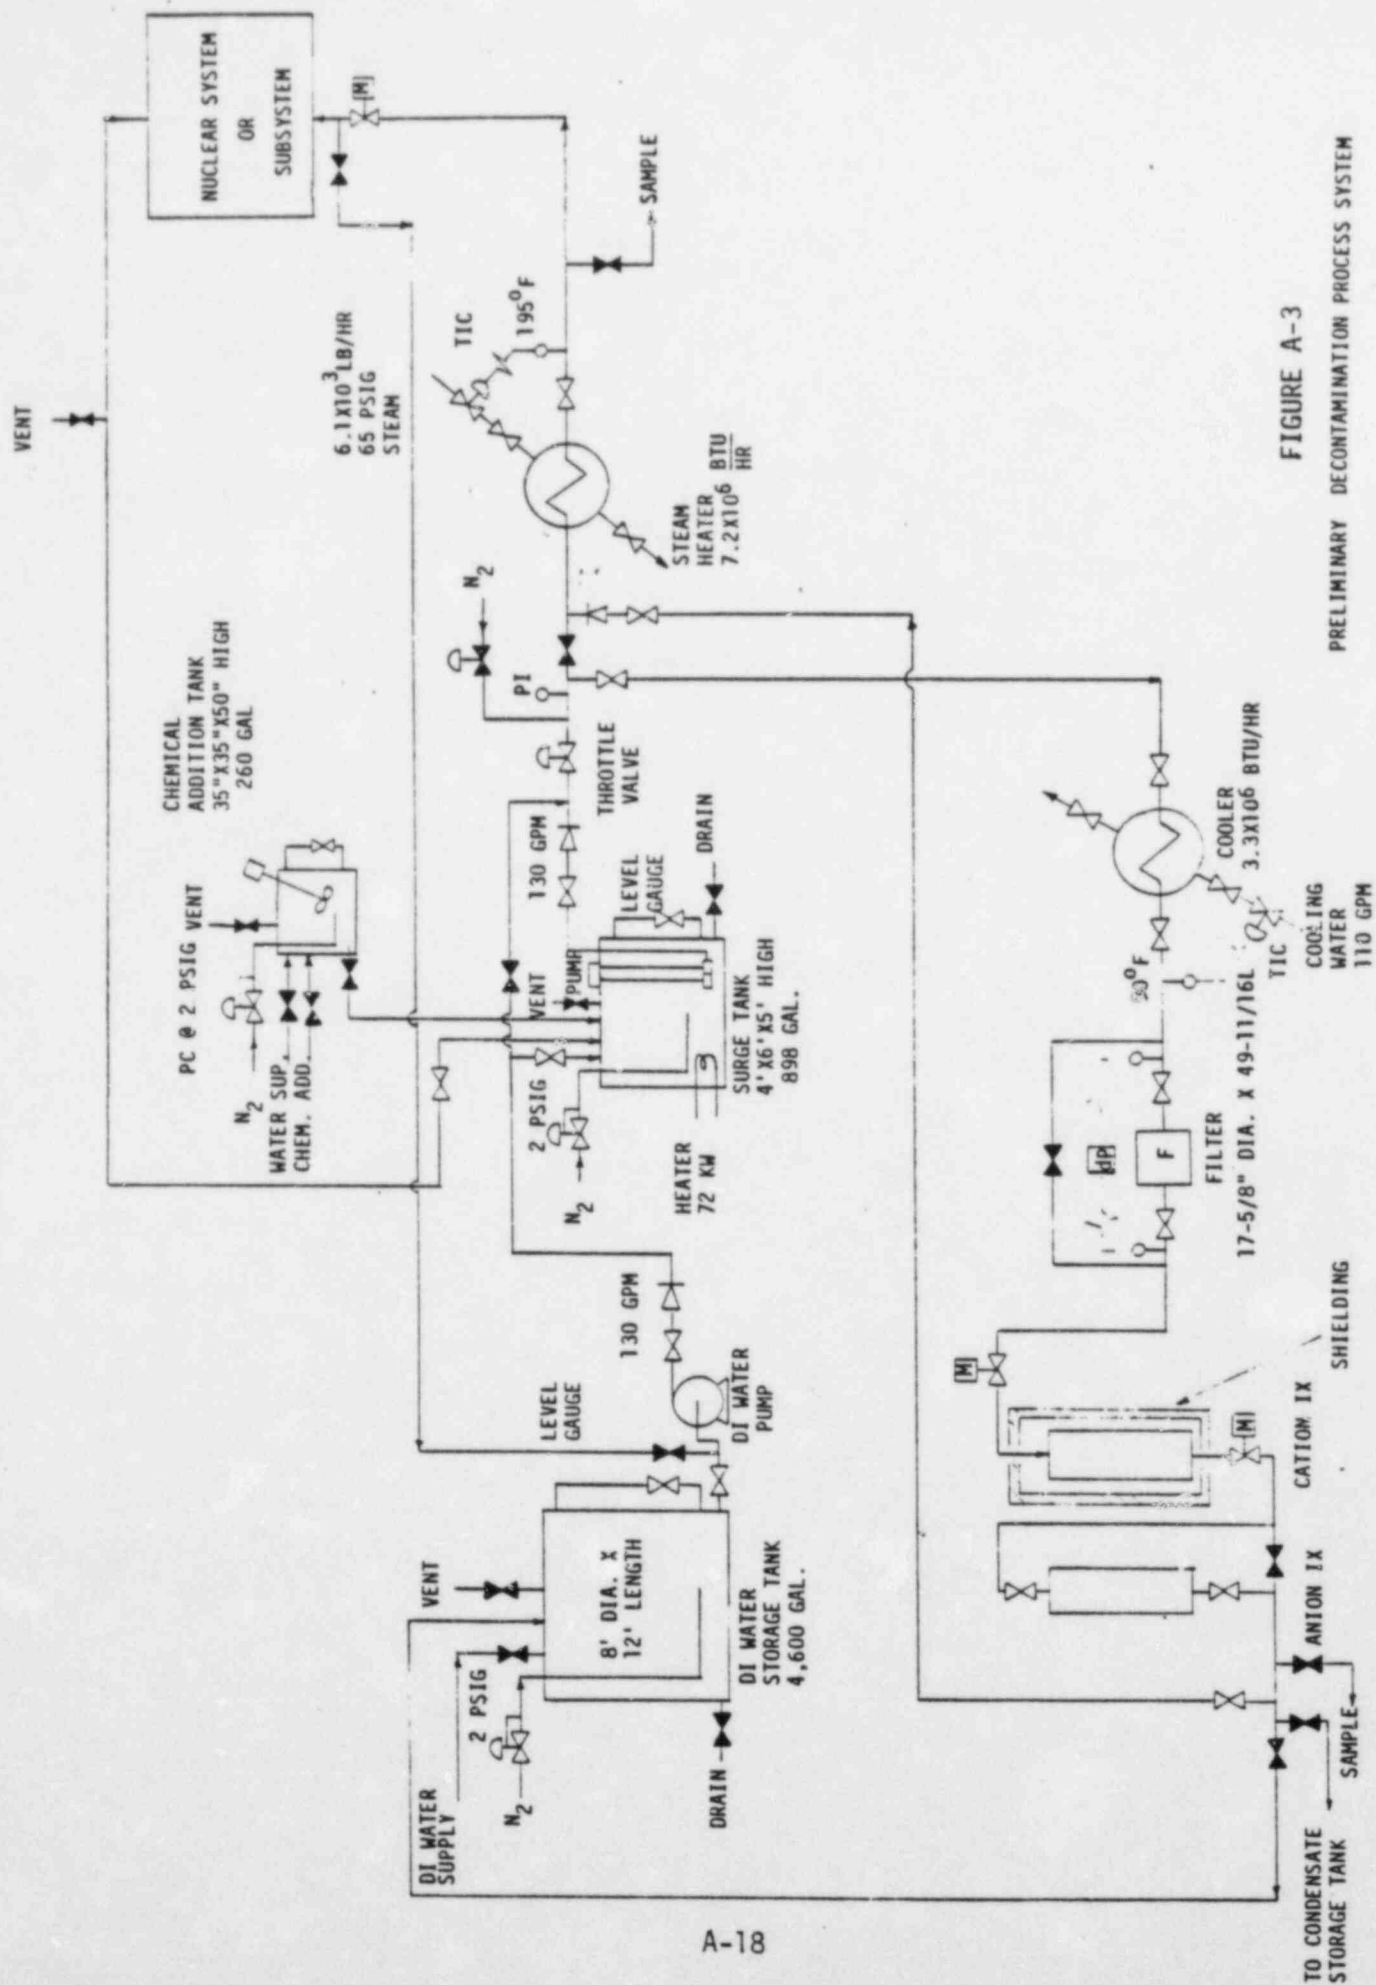 VENT
NUCLEAR SYSTEM
OR
SUBSYSTEM
[M]
6.1X10³LB/HR
65 PSIG
STEAM
CHEMICAL
ADDITION TANK
35"X35"X50" HIGH
260 GAL
PC @ 2 PSIG VENT
N₂
WATER SUP.
CHEM. ADD.
TIC
195°F
SAMPLE
STEAM
HEATER
7.2X10⁶ BTU
HR
N₂
PI
THROTTLE
VALVE
130 GPM
LEVEL
GAUGE
DRAIN
PUMP
VENT
2 PSIG
N₂
SURGE TANK
4'X6'X5' HIGH
898 GAL.
HEATER
72 KW
130 GPM
DI WATER
PUMP
LEVEL
GAUGE
VENT
2 PSIG
N₂
DI WATER
SUPPLY
8' DIA. X
12' LENGTH
DI WATER
STORAGE TANK
4,600 GAL.
DRAIN
COOLER
3.3X10⁶ BTU/HR
COOLING
WATER
110 GPM
TIC
dP
F
FILTER
17-5/8" DIA. X 49-11/16L
M
SHIELDING
CATION IX
M
ANION IX
SAMPLE
TO CONDENSATE
STORAGE TANK
FIGURE A-3
PRELIMINARY DECONTAMINATION PROCESS SYSTEM
A-18